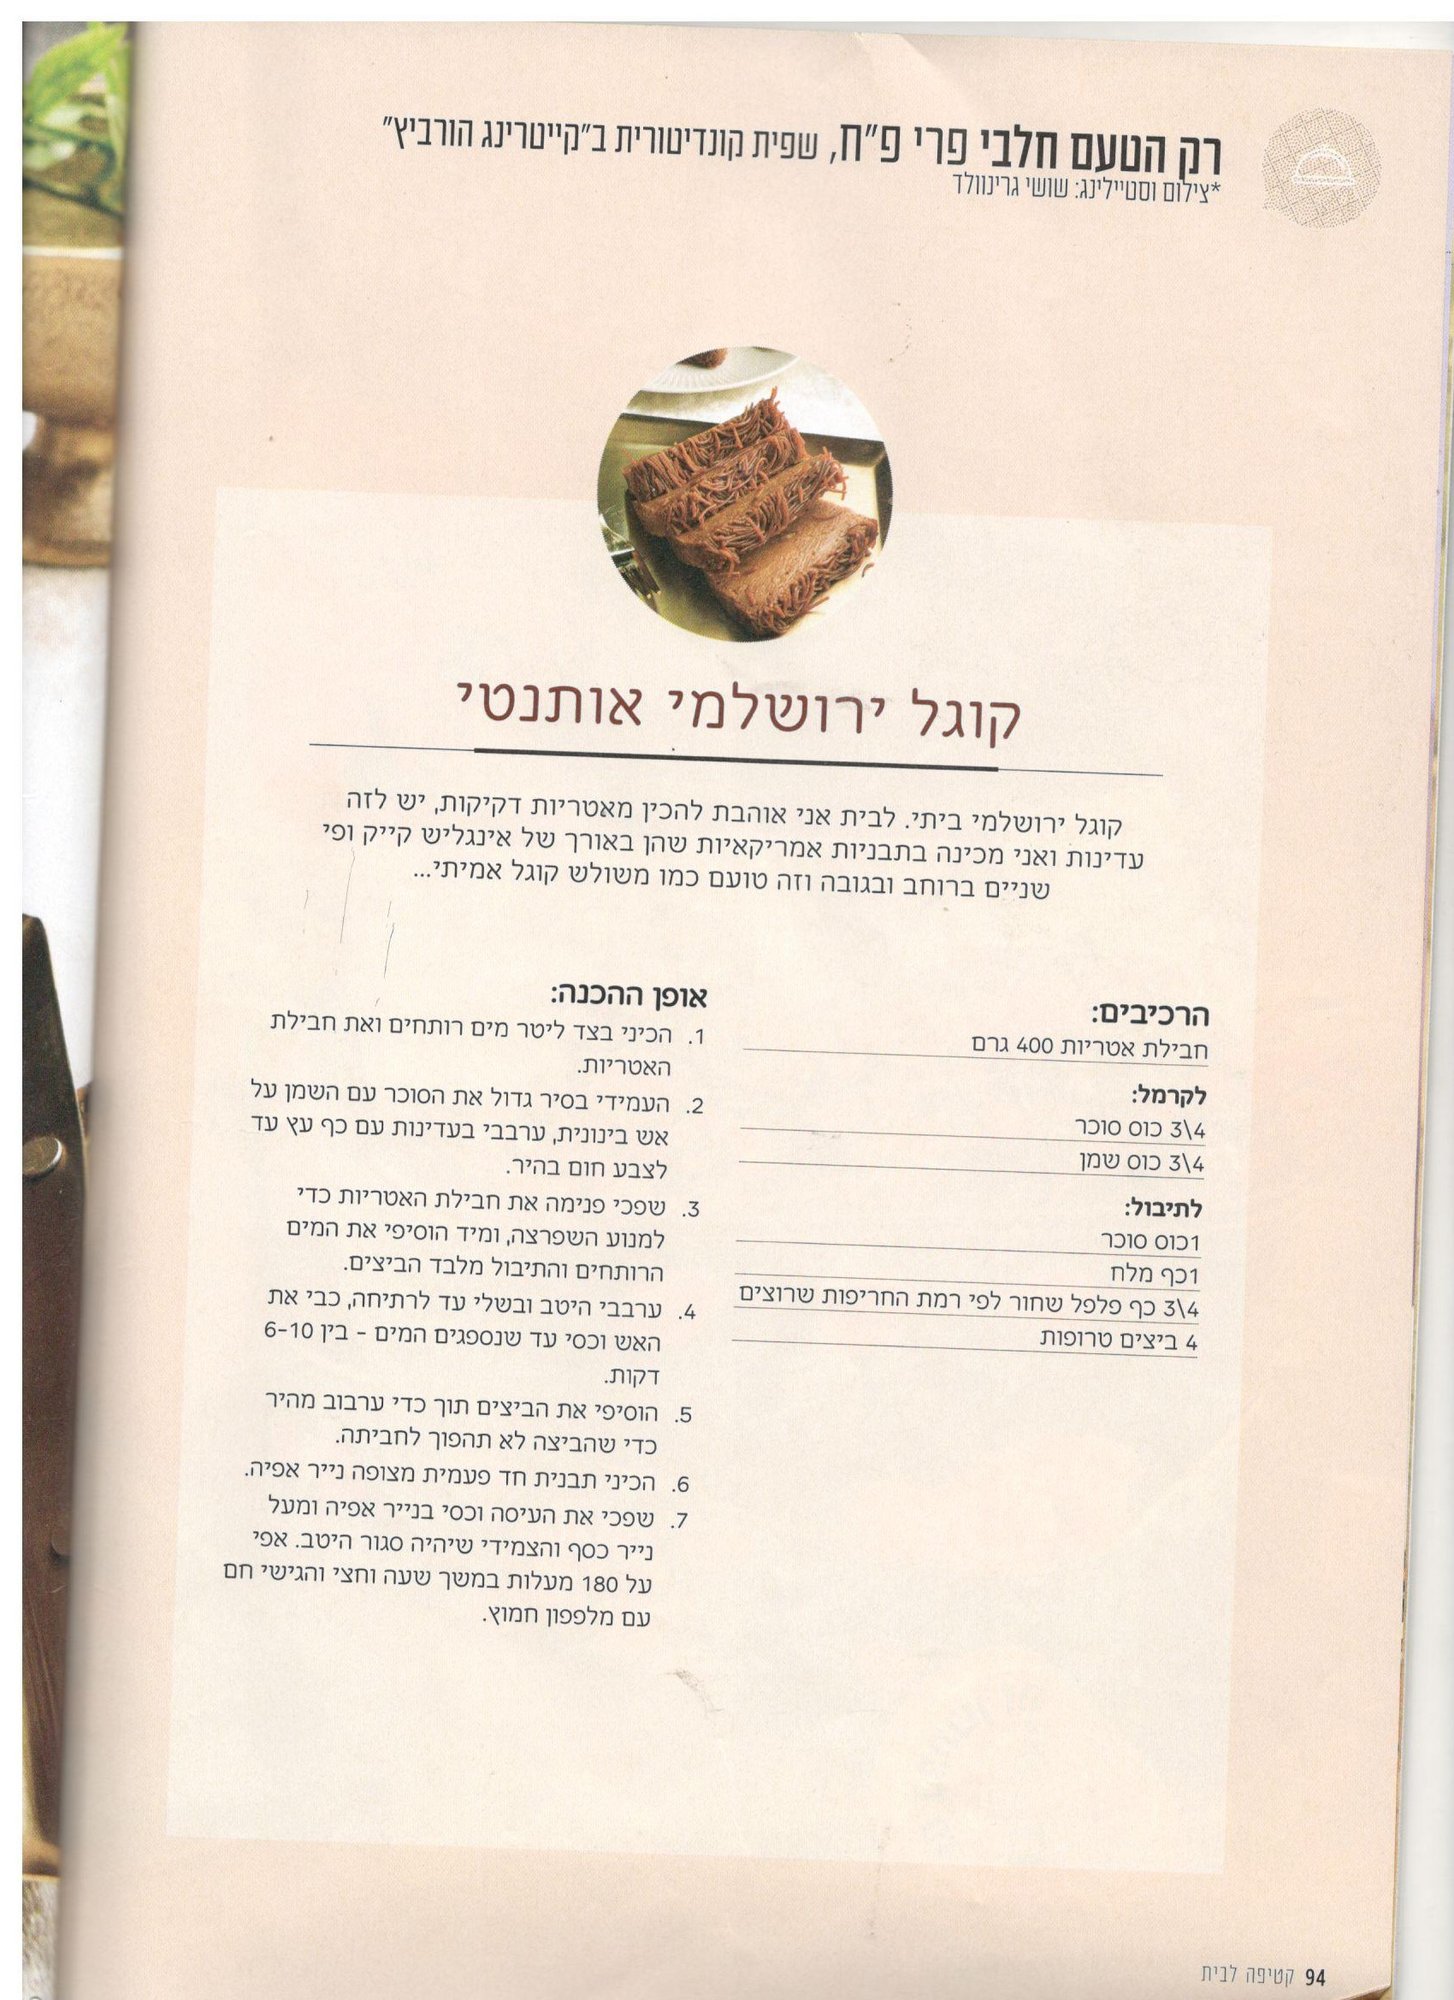 רק הטעם חלבי פרי פ"ח, שפית קונדיטורית ב"קייטרינג הורביץ"
*צילום וסטיילינג: שושי גרינוולד
קוגל ירושלמי אותנטי
קוגל ירושלמי ביתי. לבית אני אוהבת להכין מאטריות דקיקות, יש לזה
עדינות ואני מכינה בתבניות אמריקאיות שהן באורך של אינגליש קייק ופי
שניים ברוחב ובגובה וזה טועם כמו משולש קוגל אמיתי...
הרכיבים:
חבילת אטריות 400 גרם
לקרמל:
3\4 כוס סוכר
3\4 כוס שמן
לתיבול:
1כוס סוכר
1כף מלח
3\4 כף פלפל שחור לפי רמת החריפות שרוצים
4 ביצים טרופות
אופן ההכנה:
1. הכיני בצד ליטר מים רותחים ואת חבילת
האטריות.
2. העמידי בסיר גדול את הסוכר עם השמן על
אש בינונית, ערבבי בעדינות עם כף עץ עד
לצבע חום בהיר.
3. שפכי פנימה את חבילת האטריות כדי
למנוע השפרצה, ומיד הוסיפי את המים
הרותחים והתיבול מלבד הביצים.
4. ערבבי היטב ובשלי עד לרתיחה, כבי את
האש וכסי עד שנספגים המים - בין 6-10
דקות.
5. הוסיפי את הביצים תוך כדי ערבוב מהיר
כדי שהביצה לא תהפוך לחביתה.
6. הכיני תבנית חד פעמית מצופה נייר אפיה.
7. שפכי את העיסה וכסי בנייר אפיה ומעל
נייר כסף והצמידי שיהיה סגור היטב. אפי
על 180 מעלות במשך שעה וחצי והגישי חם
עם מלפפון חמוץ.
94 קטיפה לבית